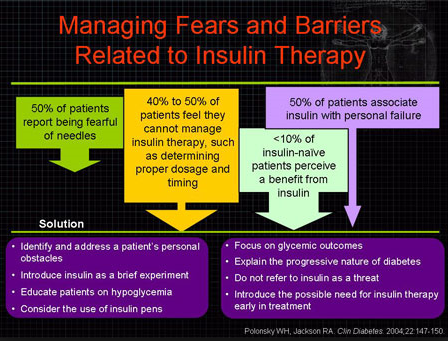 Managing Fears and Barriers
Related to Insulin Therapy
50% of patients
report being fearful
of needles
40% to 50% of
patients feel they
cannot manage
insulin therapy, such
as determining
proper dosage and
timing
50% of patients associate
insulin with personal failure
<10% of
insulin-naïve
patients perceive
a benefit from
insulin
Solution
• Identify and address a patient's personal
obstacles
• Introduce insulin as a brief experiment
• Educate patients on hypoglycemia
• Consider the use of insulin pens
• Focus on glycemic outcomes
• Explain the progressive nature of diabetes
• Do not refer to insulin as a threat
• Introduce the possible need for insulin therapy
early in treatment
Polonsky WH, Jackson RA. Clin Diabetes. 2004;22:147-150.